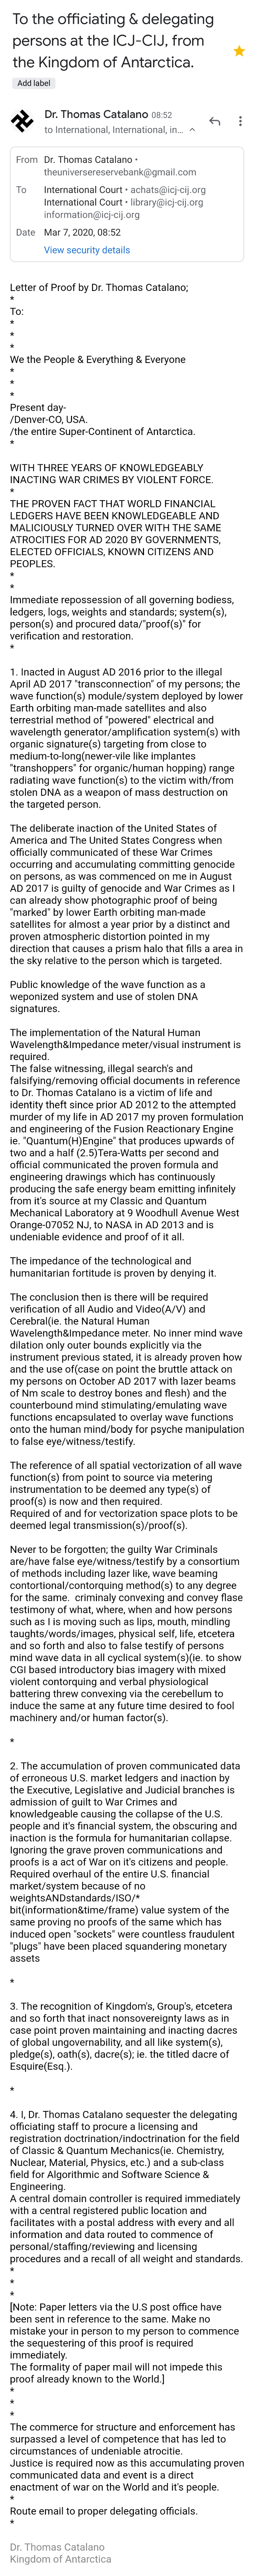 To the officiating & delegating
persons at the ICJ-CIJ, from
the Kingdom of Antarctica.
Add label
Dr. Thomas Catalano 08:52
to International, International, in...
From Dr. Thomas Catalano •
theuniversereservebank@gmail.com
To International Court • achats@icj-cij.org
International Court • library@icj-cij.org
information@icj-cij.org
Date Mar 7, 2020, 08:52
View security details
Letter of Proof by Dr. Thomas Catalano;
*
To:
*
*
*
We the People & Everything & Everyone
*
*
*
Present day-
/Denver-CO, USA.
/the entire Super-Continent of Antarctica.
*
WITH THREE YEARS OF KNOWLEDGEABLY
INACTING WAR CRIMES BY VIOLENT FORCE.
*
THE PROVEN FACT THAT WORLD FINANCIAL
LEDGERS HAVE BEEN KNOWLEDGEABLE AND
MALICIOUSLY TURNED OVER WITH THE SAME
ATROCITIES FOR AD 2020 BY GOVERNMENTS,
ELECTED OFFICIALS, KNOWN CITIZENS AND
PEOPLES.
*
*
Immediate repossession of all governing bodiess,
ledgers, logs, weights and standards; system(s),
person(s) and procured data/"proof(s)" for
verification and restoration.
*
1. Inacted in August AD 2016 prior to the illegal
April AD 2017 "transconnection" of my persons; the
wave function(s) module/system deployed by lower
Earth orbiting man-made satellites and also
terrestrial method of "powered" electrical and
wavelength generator/amplification system(s) with
organic signature(s) targeting from close to
medium-to-long(newer-vile like implants
"transhoppers" for organic/human hopping) range
radiating wave function(s) to the victim with/from
stolen DNA as a weapon of mass destruction on
the targeted person.
The deliberate inaction of the United States of
America and The United States Congress when
officially communicated of these War Crimes
occurring and accumulating committing genocide
on persons, as was commenced on me in August
AD 2017 is guilty of genocide and War Crimes as I
can already show photographic proof of being
"marked" by lower Earth orbiting man-made
satellites for almost a year prior by a distinct and
proven atmospheric distortion pointed in my
direction that causes a prism halo that fills a area in
the sky relative to the person which is targeted.
Public knowledge of the wave function as a
weponized system and use of stolen DNA
signatures.
The implementation of the Natural Human
Wavelength&Impedance meter/visual instrument is
required.
The false witnessing, illegal search's and
falsifying/removing official documents in reference
to Dr. Thomas Catalano is a victim of life and
identity theft since prior AD 2012 to the attempted
murder of my life in AD 2017 my proven formulation
and engineering of the Fusion Reactionary Engine
ie. "Quantum(H)Engine" that produces upwards of
two and a half (2.5)Tera-Watts per second and
official communicated the proven formula and
engineering drawings which has continuously
producing the safe energy beam emitting infinitely
from it's source at my Classic and Quantum
Mechanical Laboratory at 9 Woodhull Avenue West
Orange-07052 NJ, to NASA in AD 2013 and is
undeniable evidence and proof of it all.
The impedance of the technological and
humanitarian fortitude is proven by denying it.
The conclusion then is there will be required
verification of all Audio and Video(A/V) and
Cerebral(ie. the Natural Human
Wavelength&Impedance meter. No inner mind wave
dilation only outer bounds explicitly via the
instrument previous stated, it is already proven how
and the use of(case on point the bruttle attack on
my persons on October AD 2017 with lazer beams
of Nm scale to destroy bones and flesh) and the
counterbound mind stimulating/emulating wave
functions encapsulated to overlay wave functions
onto the human mind/body for psyche manipulation
to false eye/witness/testify.
The reference of all spatial vectorization of all wave
function(s) from point to source via metering
instrumentation to be deemed any type(s) of
proof(s) is now and then required.
Required of and for vectorization space plots to be
deemed legal transmission(s)/proof(s).
Never to be forgotten; the guilty War Criminals
are/have false eye/witness/testify by a consortium
of methods including lazer like, wave beaming
contortional/contorquing method(s) to any degree
for the same. criminaly convexing and convey flase
testimony of what, where, when and how persons
such as I is moving such as lips, mouth, mindling
taughts/words/images, physical self, life, etcetera
and so forth and also to false testify of persons
mind wave data in all cyclical system(s)(ie. to show
CGI based introductory bias imagery with mixed
violent contorquing and verbal physiological
battering threw convexing via the cerebellum to
induce the same at any future time desired to fool
machinery and/or human factor(s).
*
2. The accumulation of proven communicated data
of erroneous U.S. market ledgers and inaction by
the Executive, Legislative and Judicial branches is
admission of guilt to War Crimes and
knowledgeable causing the collapse of the U.S.
people and it's financial system, the obscuring and
inaction is the formula for humanitarian collapse.
Ignoring the grave proven communications and
proofs is a act of War on it's citizens and people.
Required overhaul of the entire U.S. financial
market/system because of no
weightsANDstandards/ISO/*
bit(information&time/frame) value system of the
same proving no proofs of the same which has
induced open "sockets" were countless fraudulent
"plugs" have been placed squandering monetary
assets
*
3. The recognition of Kingdom's, Group's, etcetera
and so forth that inact nonsovereignty laws as in
case point proven maintaining and inacting dacres
of global ungovernability, and all like system(s),
pledge(s), oath(s), dacre(s); ie. the titled dacre of
Esquire(Esq.).
*
4. I, Dr. Thomas Catalano sequester the delegating
officiating staff to procure a licensing and
registration doctrination/indoctrination for the field
of Classic & Quantum Mechanics(ie. Chemistry,
Nuclear, Material, Physics, etc.) and a sub-class
field for Algorithmic and Software Science &
Engineering.
A central domain controller is required immediately
with a central registered public location and
facilitates with a postal address with every and all
information and data routed to commence of
personal/staffing/reviewing and licensing
procedures and a recall of all weight and standards.
*
*
*
[Note: Paper letters via the U.S post office have
been sent in reference to the same. Make no
mistake your in person to my person to commence
the sequestering of this proof is required
immediately.
The formality of paper mail will not impede this
proof already known to the World.]
*
*
*
The commerce for structure and enforcement has
surpassed a level of competence that has led to
circumstances of undeniable atrocitie.
Justice is required now as this accumulating proven
communicated data and event is a direct
enactment of war on the World and it's people.
*
Route email to proper delegating officials.
*
Dr. Thomas Catalano
Kingdom of Antarctica